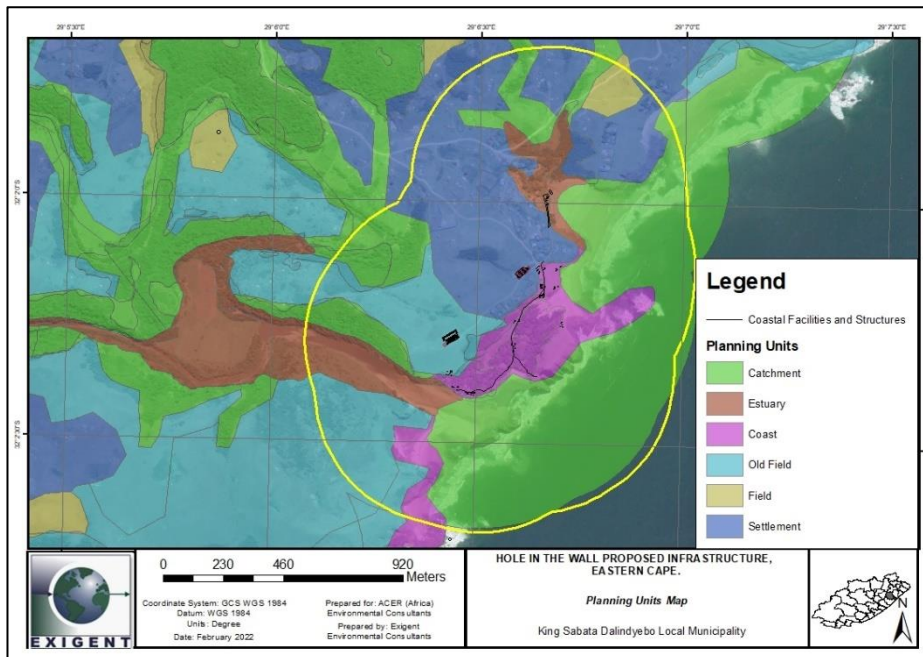 29°5'30"E 29°6'0"E 29°6'30"E 29°7'0"E 29°7'30"E
32°2'0"S
32°2'30"S
Legend
Coastal Facilities and Structures
Planning Units
Catchment
Estuary
Coast
Old Field
Field
Settlement
EXIGENT
0 230 460 920
Meters
Coordinate System: GCS WGS 1984
Datum: WGS 1984
Units: Degree
Date: February 2022
Prepared for: ACER (Africa)
Environmental Consultants
Prepared by: Exigent
Environmental Consultants
HOLE IN THE WALL PROPOSED INFRASTRUCTURE,
EASTERN CAPE.
Planning Units Map
King Sabata Dalindyebo Local Municipality
N